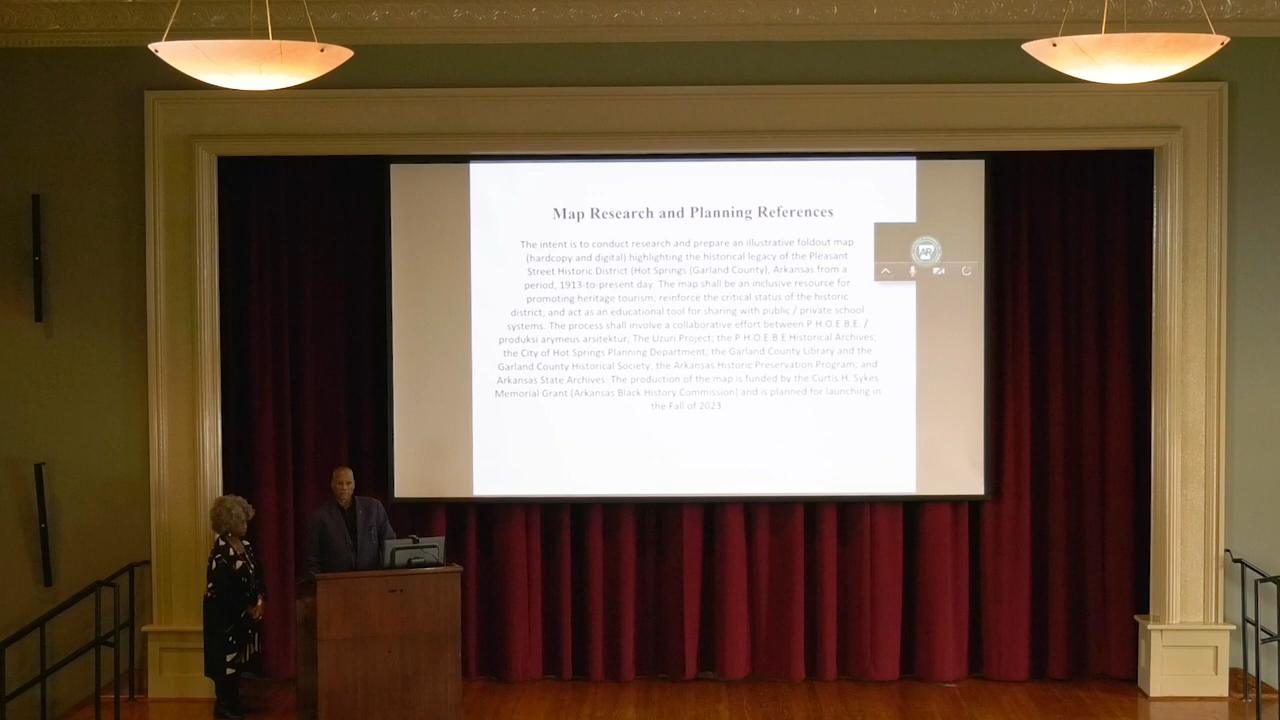 Map Research and Planning References
The intent is to conduct research and prepare an illustrative foldout map
(hardcopy and digital) highlighting the historical legacy of the Pleasant
Street Historic District (Hot Springs (Garland County), Arkansas from a
period, 1913-to-present day. The map shall be an inclusive resource for
promoting heritage tourism; reinforce the critical status of the historic
district; and act as an educational tool for sharing with public / private school
systems. The process shall involve a collaborative effort between P.H.O.E.B.E. /
produksi arymeus arsitektur; The Uzuri Project; the P.H.O.E.B.E Historical Archives;
the City of Hot Springs Planning Department; the Garland County Library and the
Garland County Historical Society; the Arkansas Historic Preservation Program; and
Arkansas State Archives. The production of the map is funded by the Curtis H. Sykes
Memorial Grant (Arkansas Black History Commission) and is planned for launching in
the Fall of 2023
AR